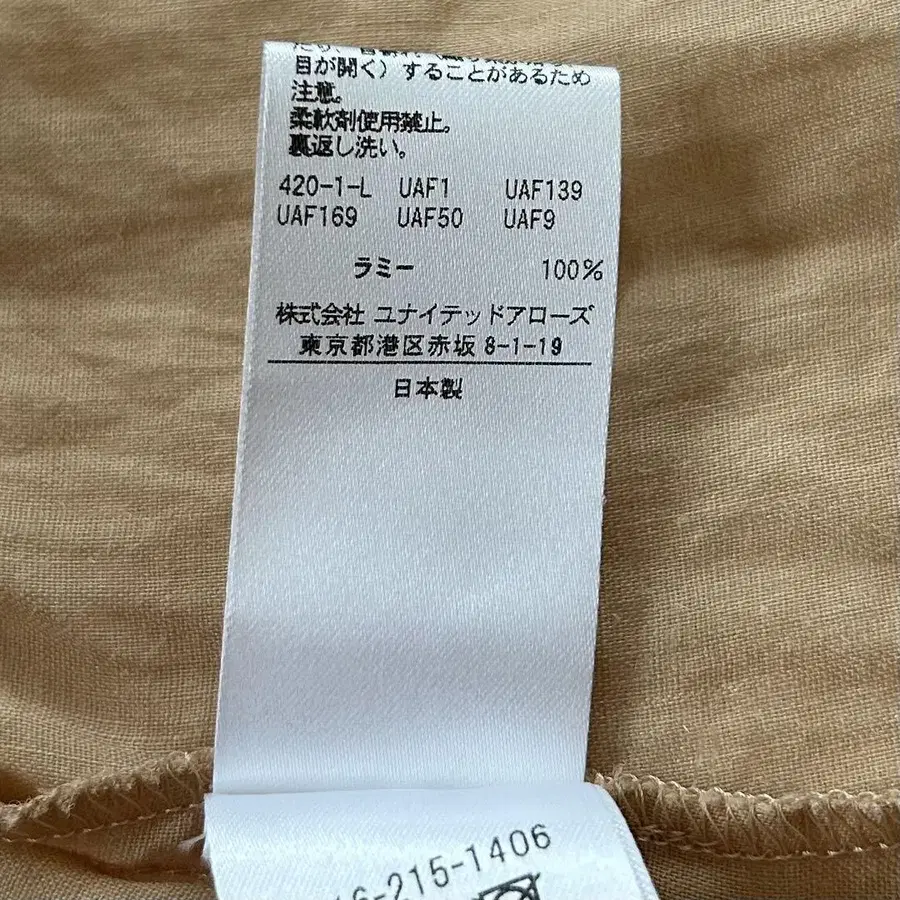 目が開く）することがあるため
注意。
柔軟剤使用禁止。
裏返し洗い。
420-1-L UAF1 UAF139
UAF169 UAF50 UAF9
ラミー 100%
株式会社 ユナイテッドアローズ
東京都港区赤坂 8-1-19
日本製
6-215-1406